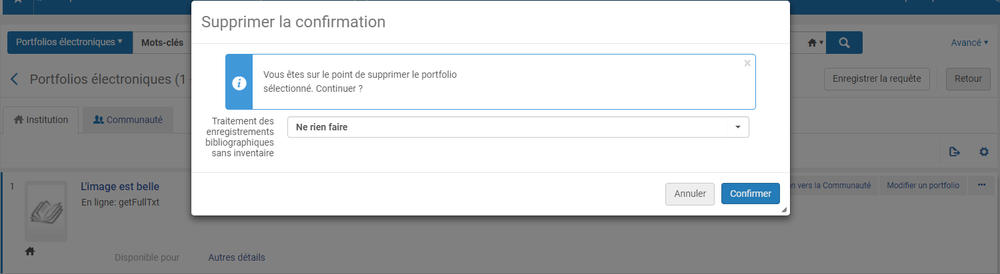 Supprimer la confirmation
Portfolios électroniques
Mots-clés
Avancé
Vous êtes sur le point de supprimer le portfolio
sélectionné. Continuer ?
Portfolios électroniques (1 -
Enregistrer la requête
Retour
Institution
Communauté
Traitement des
enregistrements
bibliographiques
sans inventaire
Ne rien faire
1
L'image est belle
vers la Communauté
Modifier un portfolio
Annuler
Confirmer
En ligne: getFullTxt
Disponible pour
Autres détails